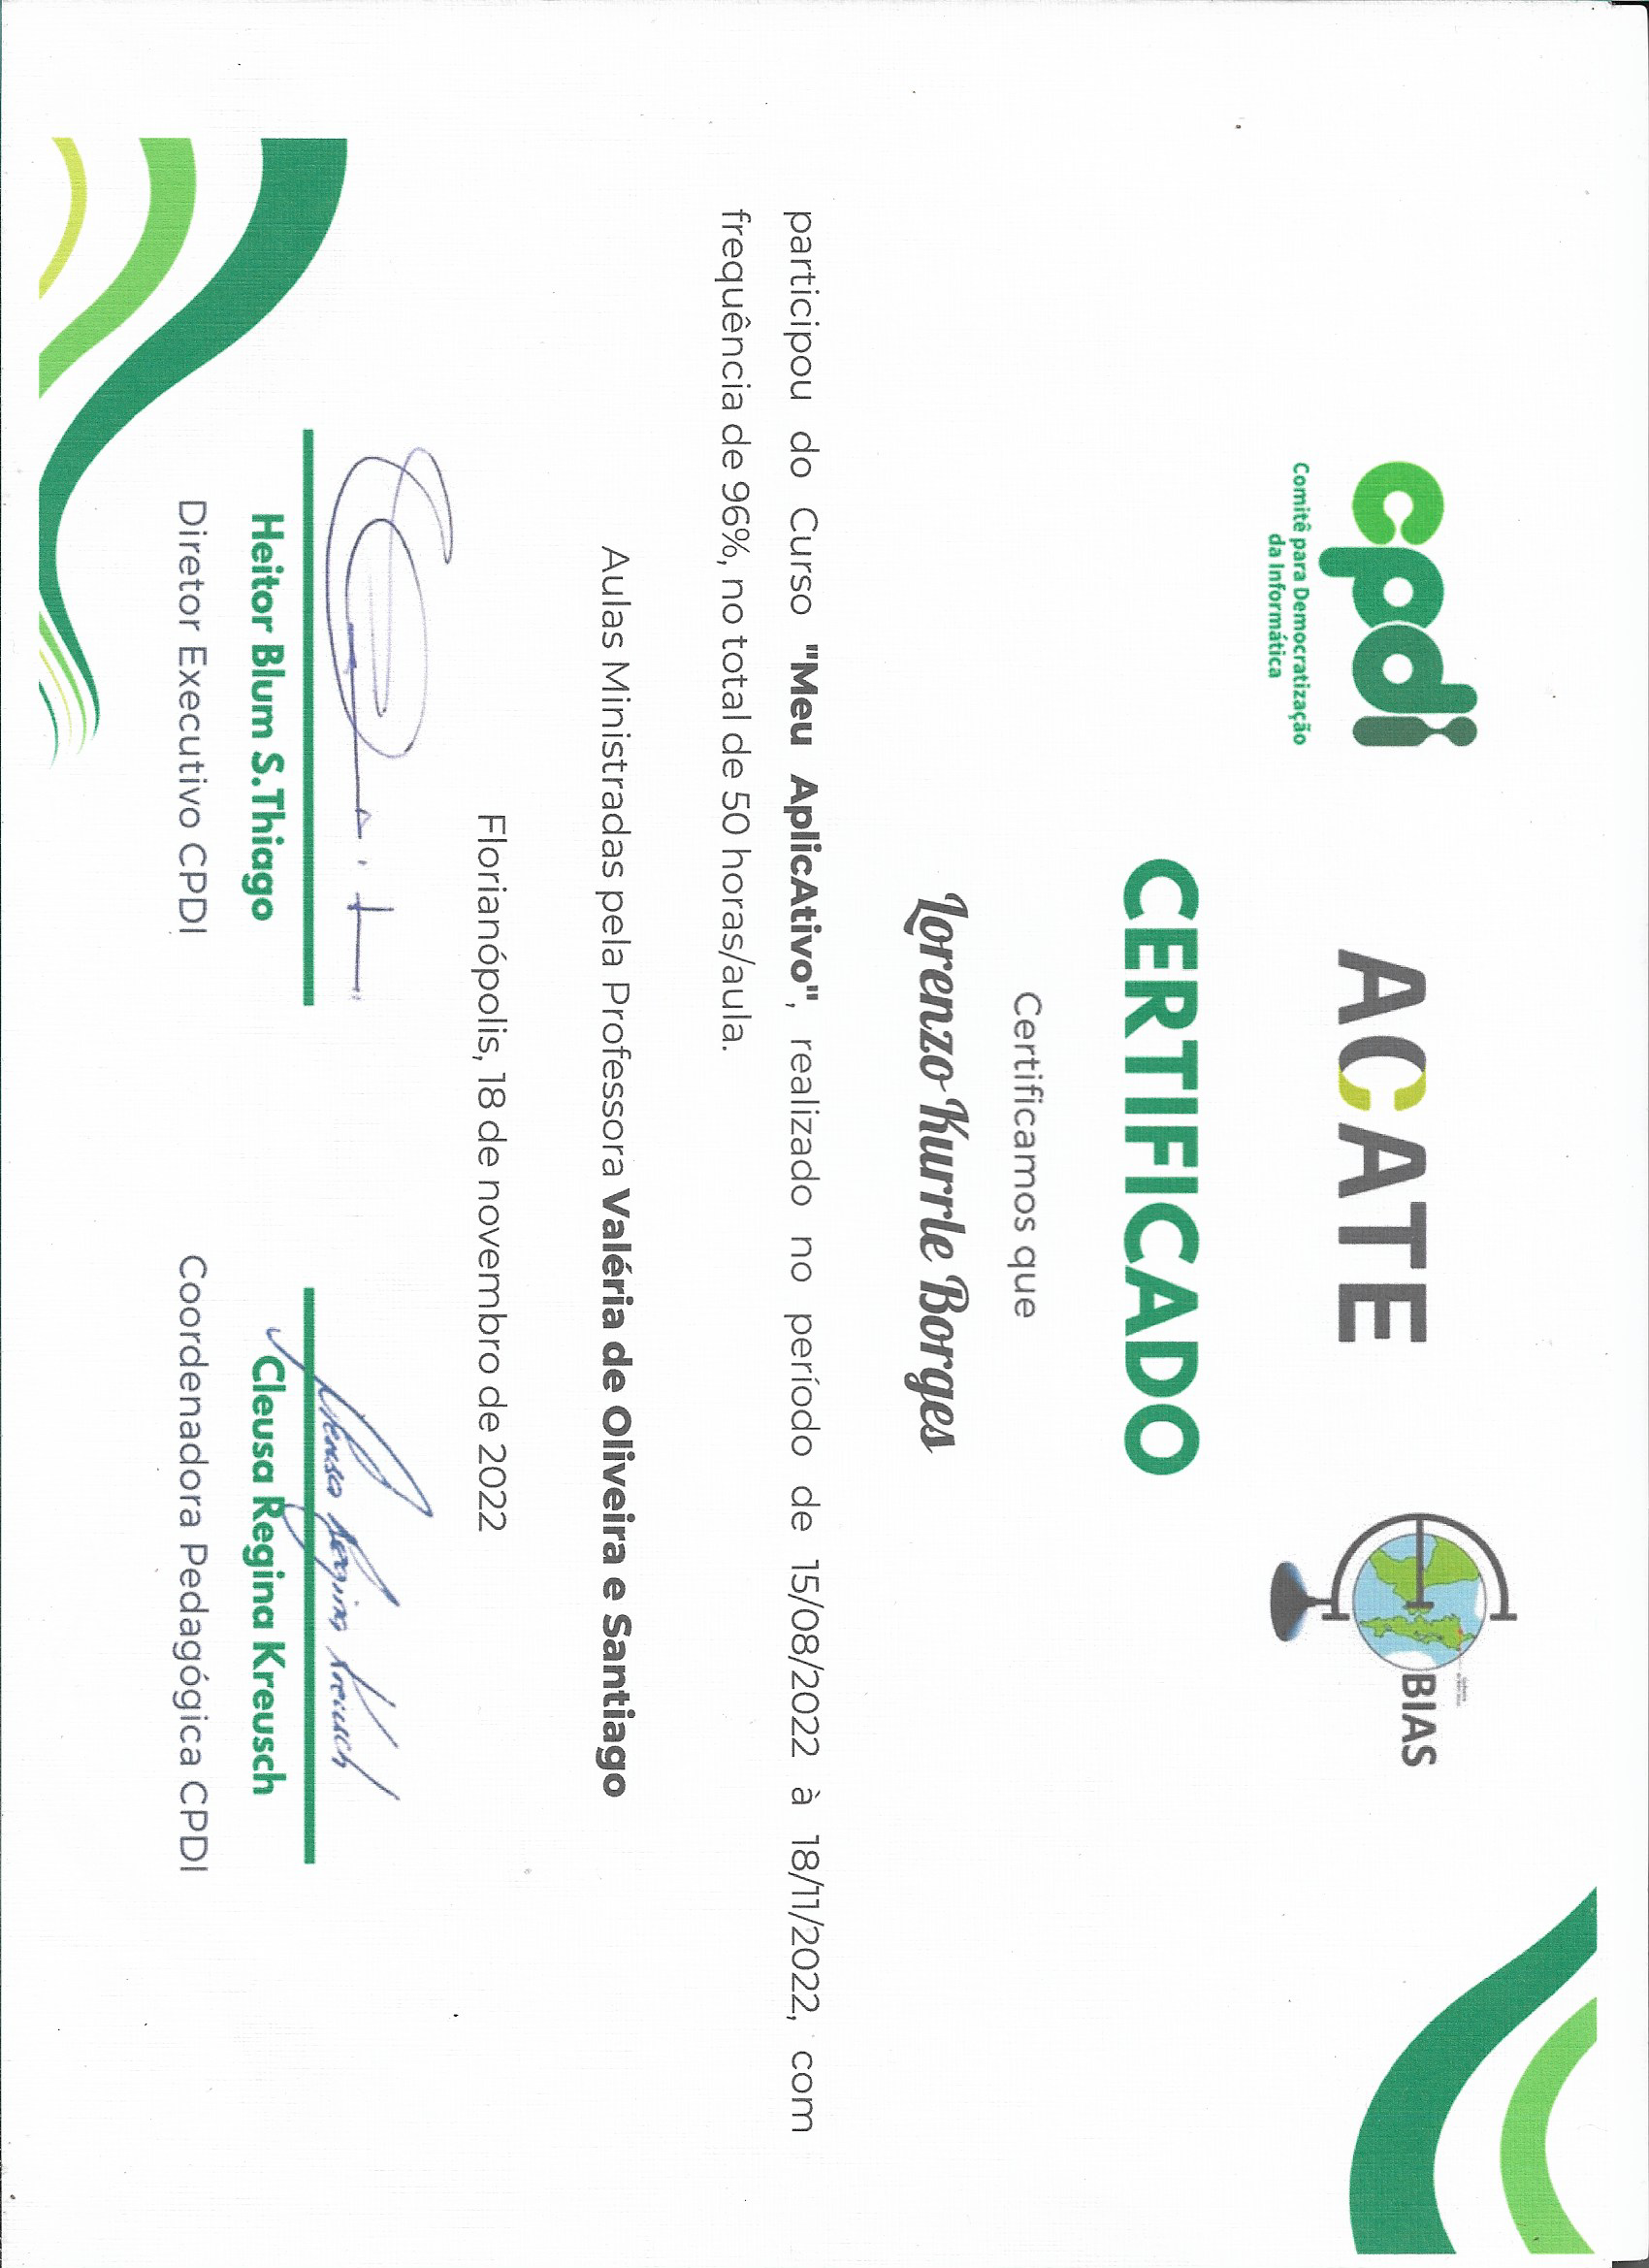 cpdi
Comitê para Democratização
da Informática
ACATE
BIAS
CERTIFICADO
Certificamos que
Lorenzo Kurrle Borges
participou do Curso "Meu AplicAtivo", realizado no período de 15/08/2022 à 18/11/2022, com
frequência de 96%, no total de 50 horas/aula.
Aulas Ministradas pela Professora Valéria de Oliveira e Santiago
Florianópolis, 18 de novembro de 2022
Cleusa Regina Kreusch
Heitor Blum S.Thiago
Diretor Executivo CPDI
Cleusa Regina Kreusch
Coordenadora Pedagógica CPDI